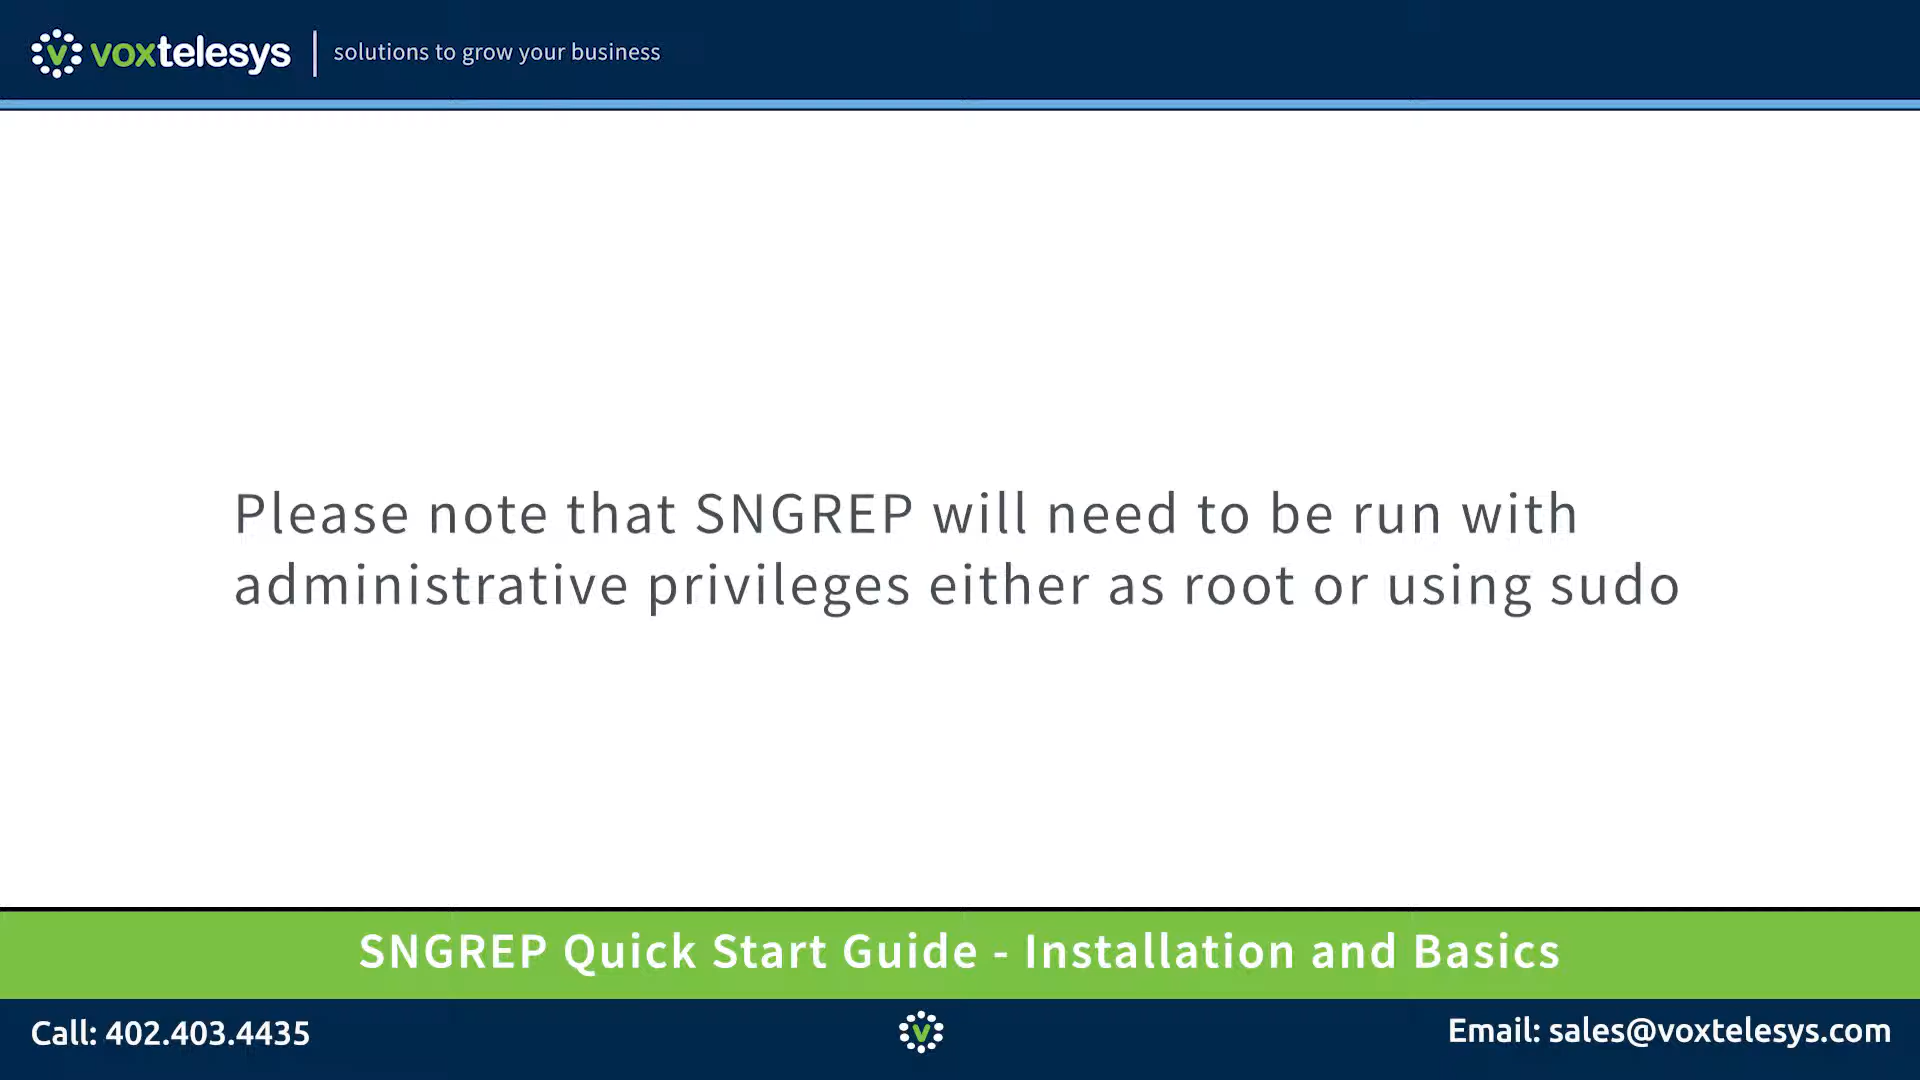 voxtelesys | solutions to grow your business
Please note that SNGREP will need to be run with
administrative privileges either as root or using sudo
SNGREP Quick Start Guide - Installation and Basics
Call: 402.403.4435
v
Email: sales@voxtelesys.com